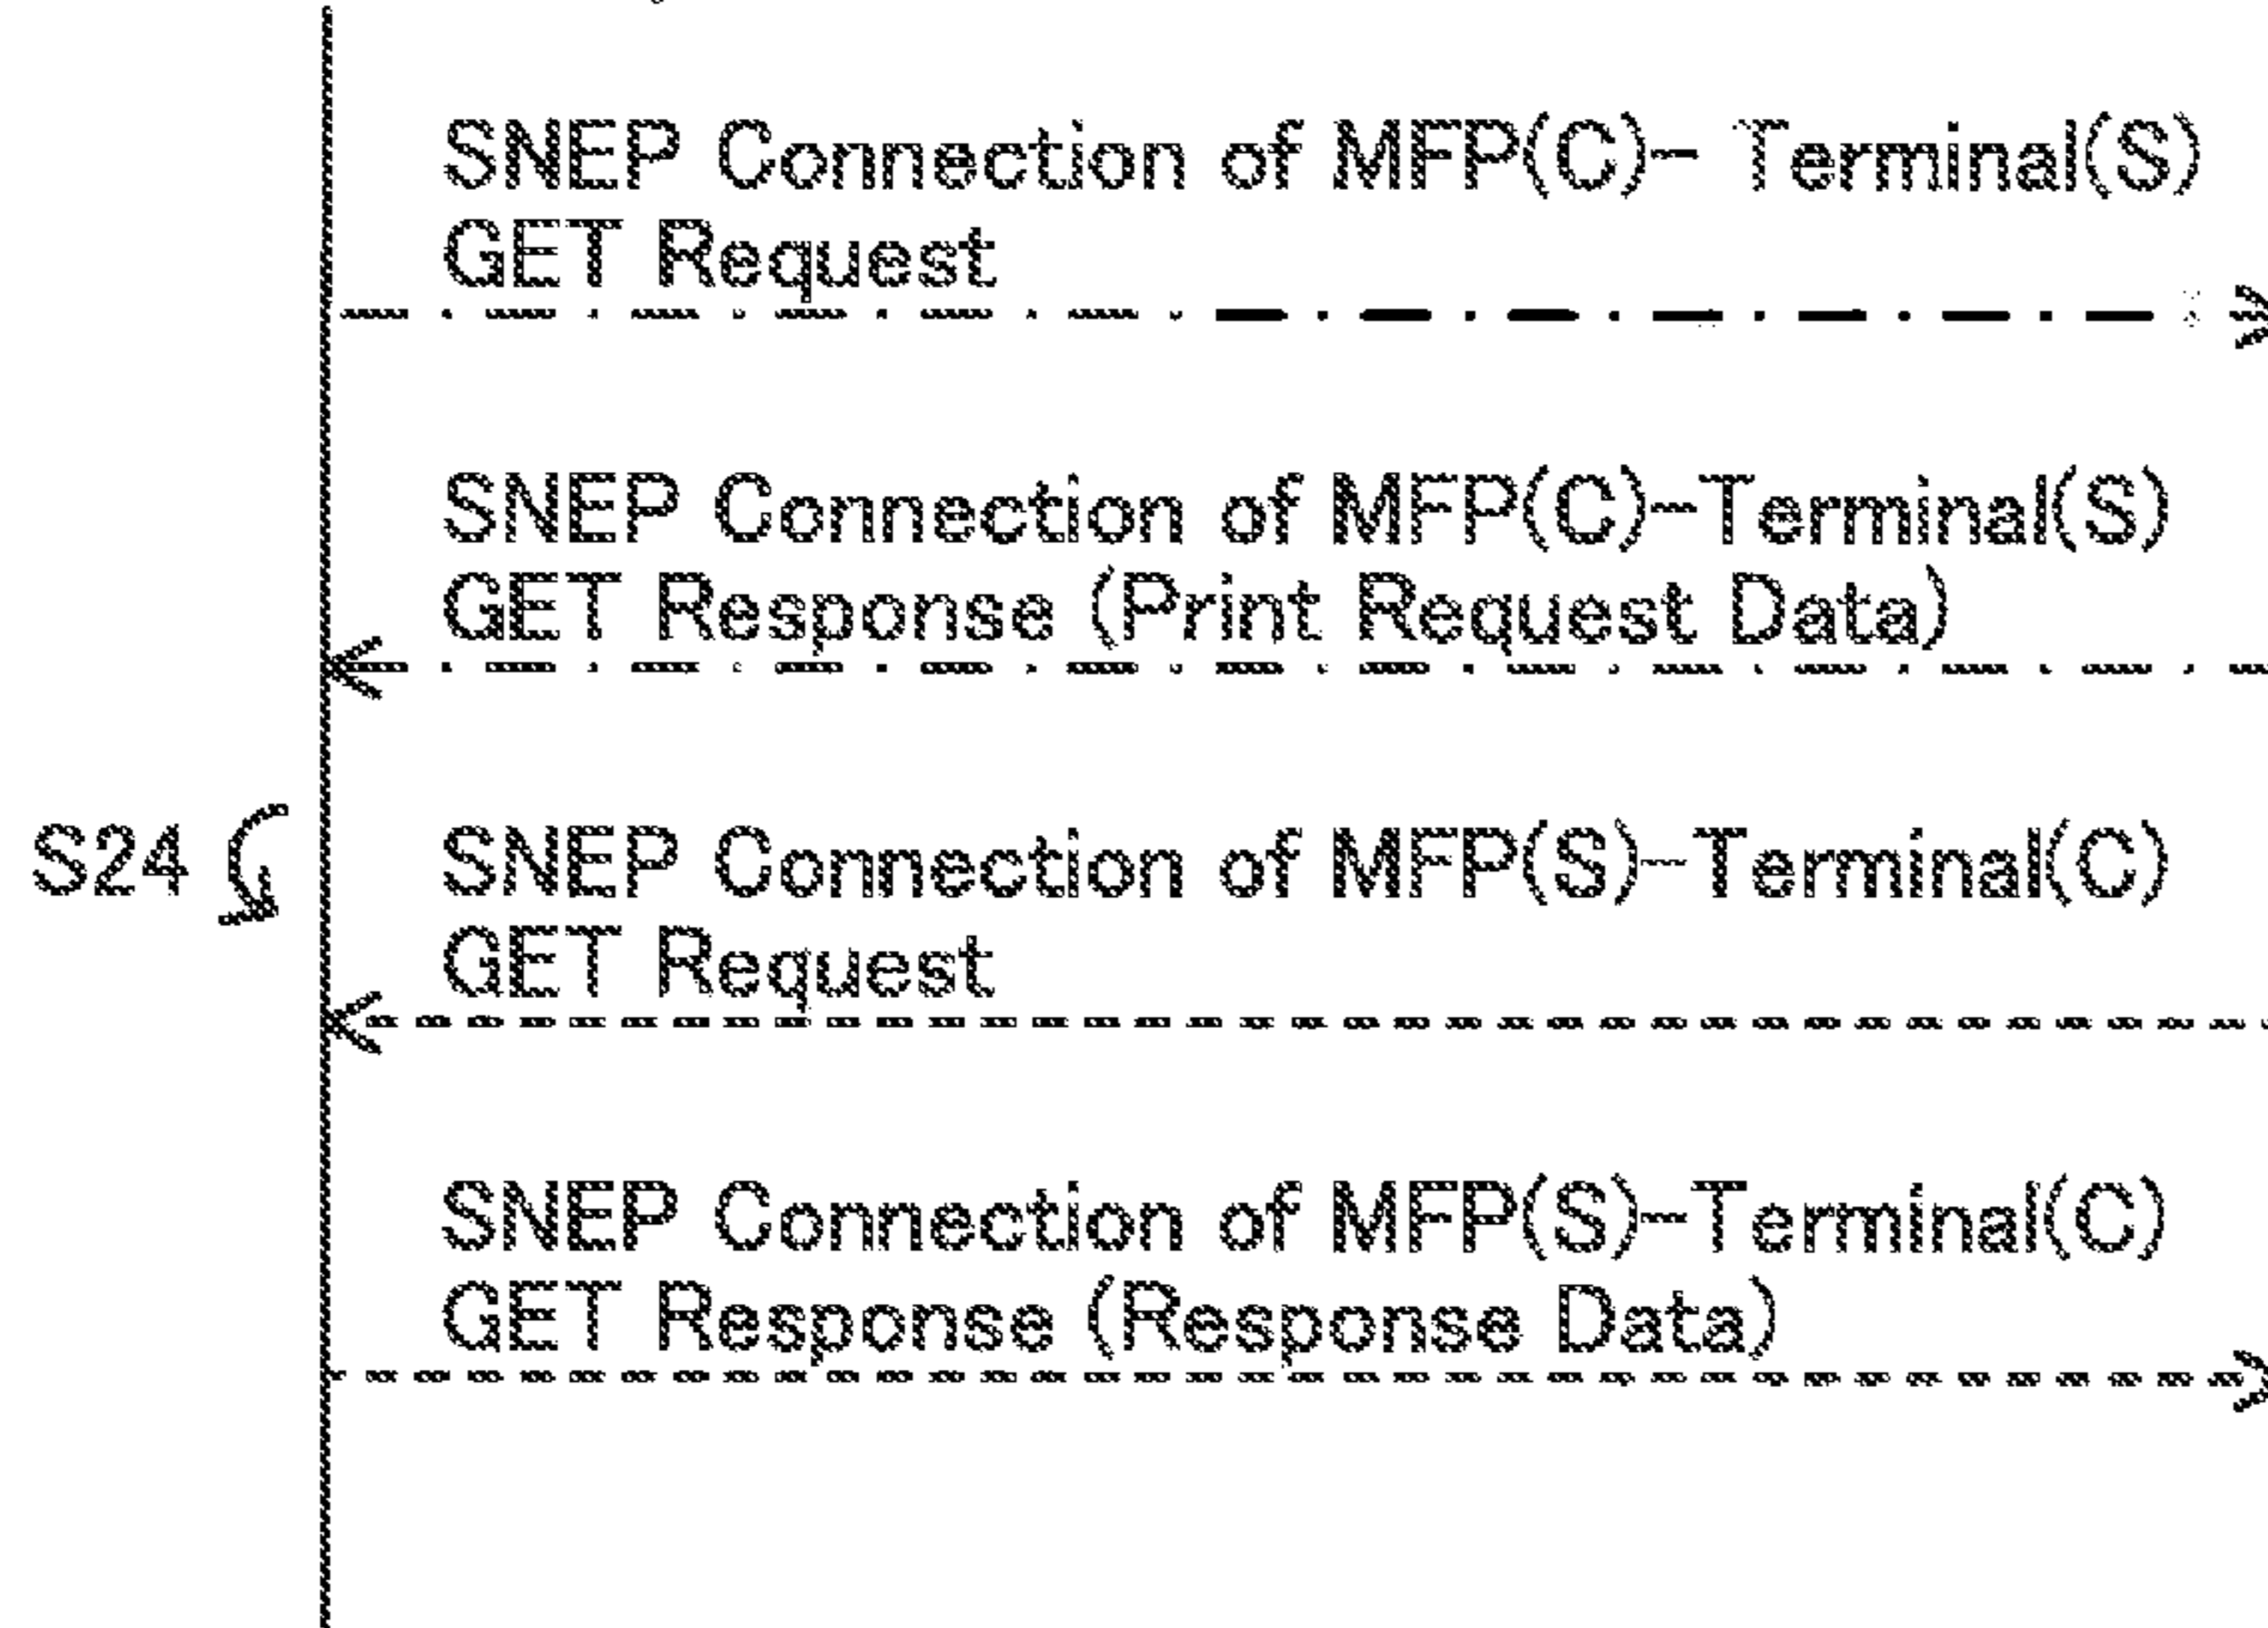 SNEP Connection of MFP(C)- Terminal(S)
GET Request
SNEP Connection of MFP(C)-Terminal(S)
GET Response (Print Request Data)
S24
SNEP Connection of MFP(S)-Terminal(C)
GET Request
SNEP Connection of MFP(S)-Terminal(C)
GET Response (Response Data)